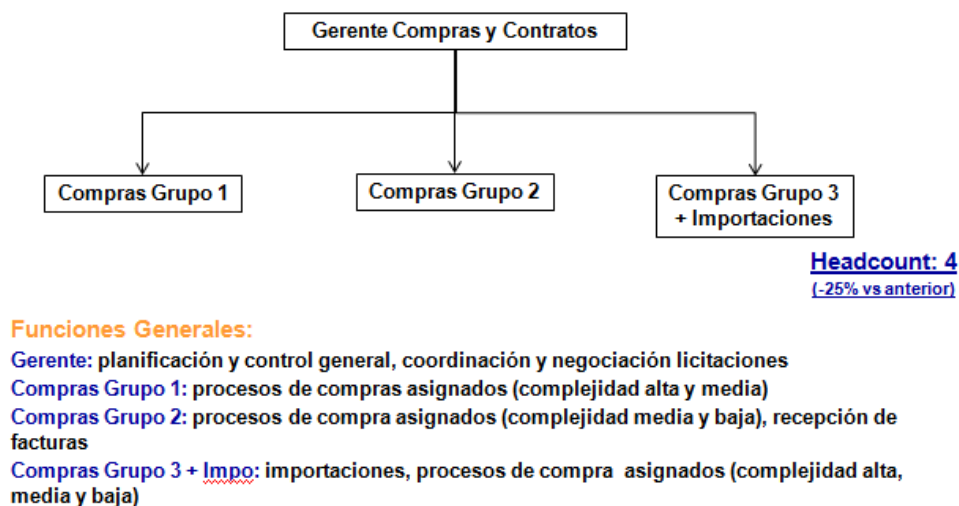 Gerente Compras y Contratos
Compras Grupo 1
Compras Grupo 2
Compras Grupo 3
+ Importaciones
Headcount: 4
(-25% vs anterior)
Funciones Generales:
Gerente: planificación y control general, coordinación y negociación licitaciones
Compras Grupo 1: procesos de compras asignados (complejidad alta y media)
Compras Grupo 2: procesos de compra asignados (complejidad media y baja), recepción de
facturas
Compras Grupo 3 + Impo: importaciones, procesos de compra  asignados (complejidad alta,
media y baja)